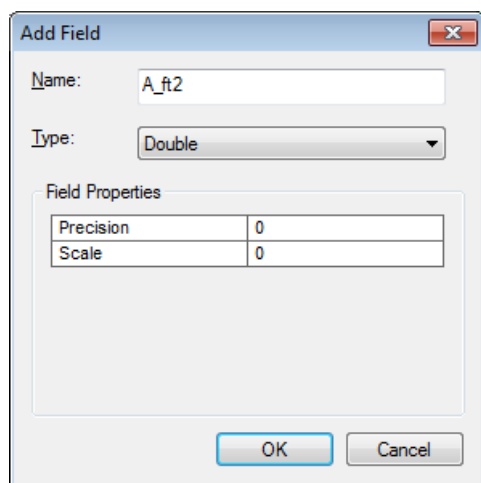 Add Field
Name: A_ft2
Type: Double
Field Properties
Precision 0
Scale 0
OK Cancel